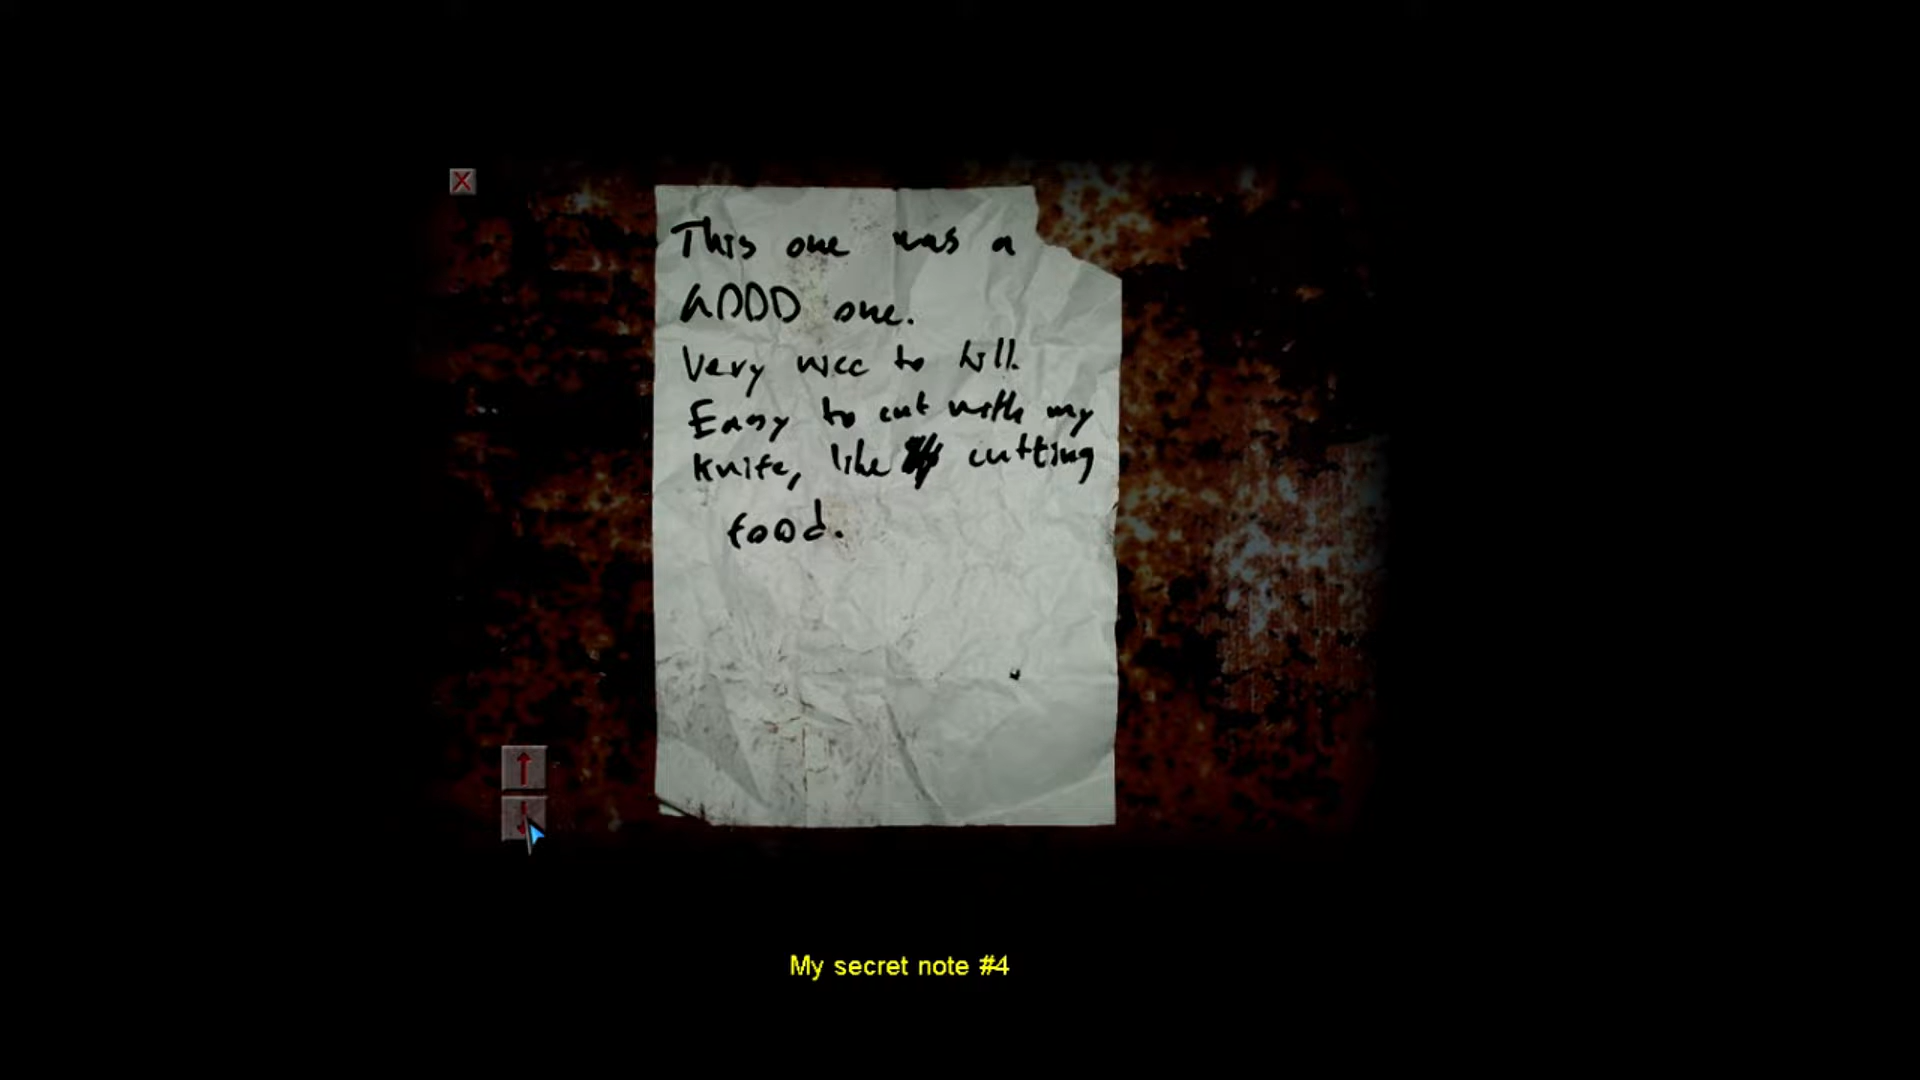 This one was a
GOOD one.
Very nice to kill.
Easy to cut with my
knife, like cutting
food.
My secret note #4